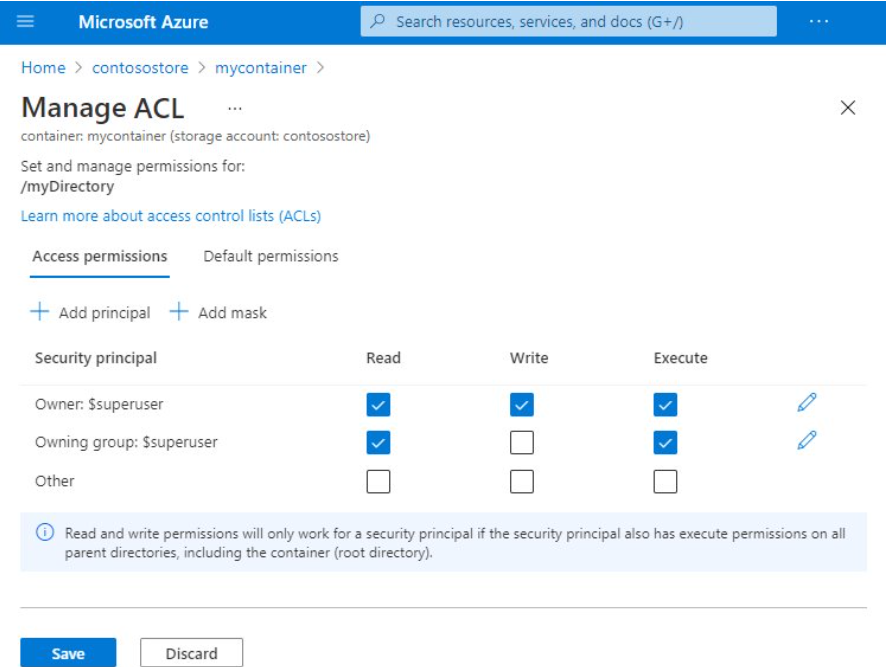 Microsoft Azure
Search resources, services, and docs (G+/)
...
Home > contosostore > mycontainer >
Manage ACL ...
container: mycontainer (storage account: contosostore)
Set and manage permissions for:
/myDirectory
Learn more about access control lists (ACLs)
Access permissions Default permissions
+ Add principal + Add mask
Security principal Read Write Execute
Owner: $superuser
Owning group: $superuser
Other
Read and write permissions will only work for a security principal if the security principal also has execute permissions on all
parent directories, including the container (root directory).
Save Discard